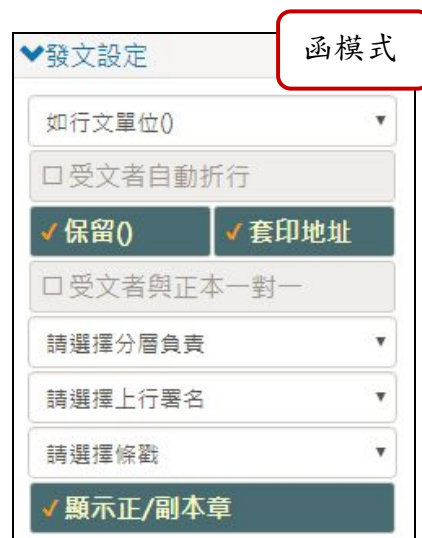 函模式
發文設定
如行文單位()
受文者自動折行
保留() 套印地址
受文者與正本一對一
請選擇分層負責
請選擇上行署名
請選擇條戳
顯示正/副本章